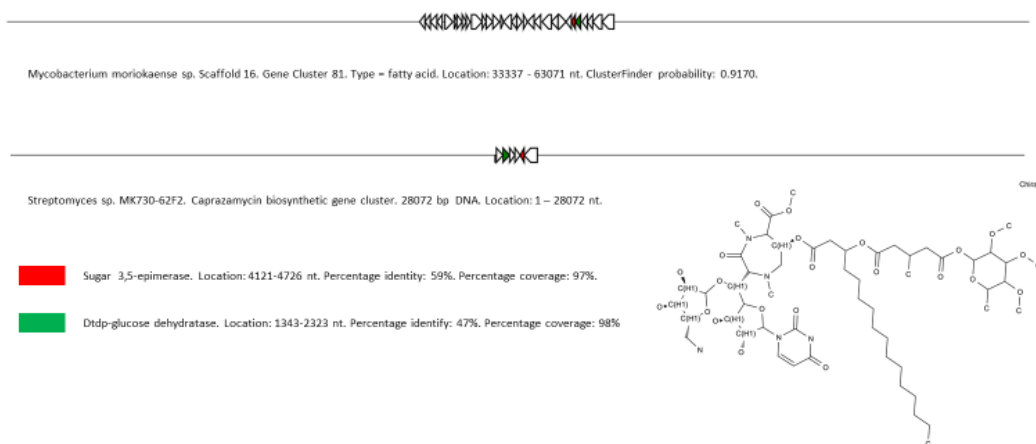 Mycobacterium moriokaense sp. Scaffold 16. Gene Cluster 81. Type = fatty acid. Location: 33337 - 63071 nt. ClusterFinder probability: 0.9170.
Streptomyces sp. MK730-62F2. Caprazamycin biosynthetic gene cluster. 28072 bp DNA. Location: 1 – 28072 nt.
Sugar 3,5-epimerase. Location: 4121-4726 nt. Percentage identity: 59%. Percentage coverage: 97%.
Dtdp-glucose dehydratase. Location: 1343-2323 nt. Percentage identify: 47%. Percentage coverage: 98%